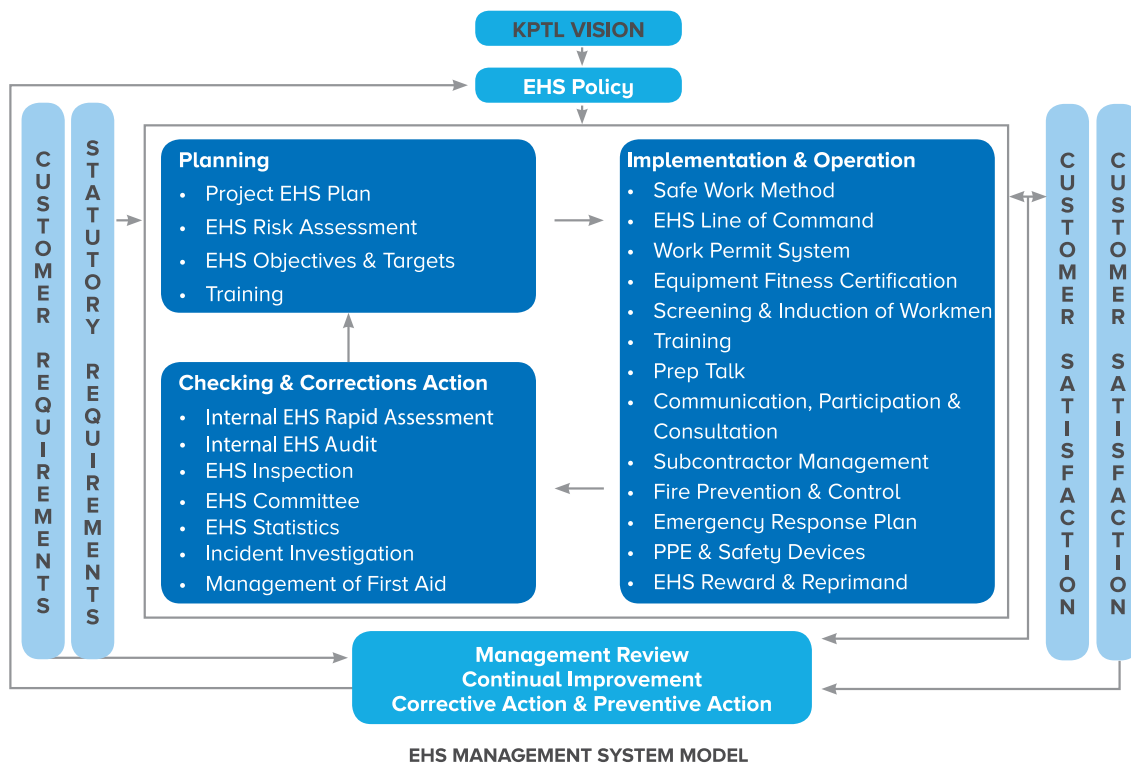 KPTL VISION
EHS Policy
CUSTOMER REQUIREMENTS
STATUTORY REQUIREMENTS
Planning
• Project EHS Plan
• EHS Risk Assessment
• EHS Objectives & Targets
• Training
Checking & Corrections Action
• Internal EHS Rapid Assessment
• Internal EHS Audit
• EHS Inspection
• EHS Committee
• EHS Statistics
• Incident Investigation
• Management of First Aid
Implementation & Operation
• Safe Work Method
• EHS Line of Command
• Work Permit System
• Equipment Fitness Certification
• Screening & Induction of Workmen
• Training
• Prep Talk
• Communication, Participation &
Consultation
• Subcontractor Management
• Fire Prevention & Control
• Emergency Response Plan
• PPE & Safety Devices
• EHS Reward & Reprimand
CUSTOMER SATISFACTION
CUSTOMER SATISFACTION
Management Review
Continual Improvement
Corrective Action & Preventive Action
EHS MANAGEMENT SYSTEM MODEL